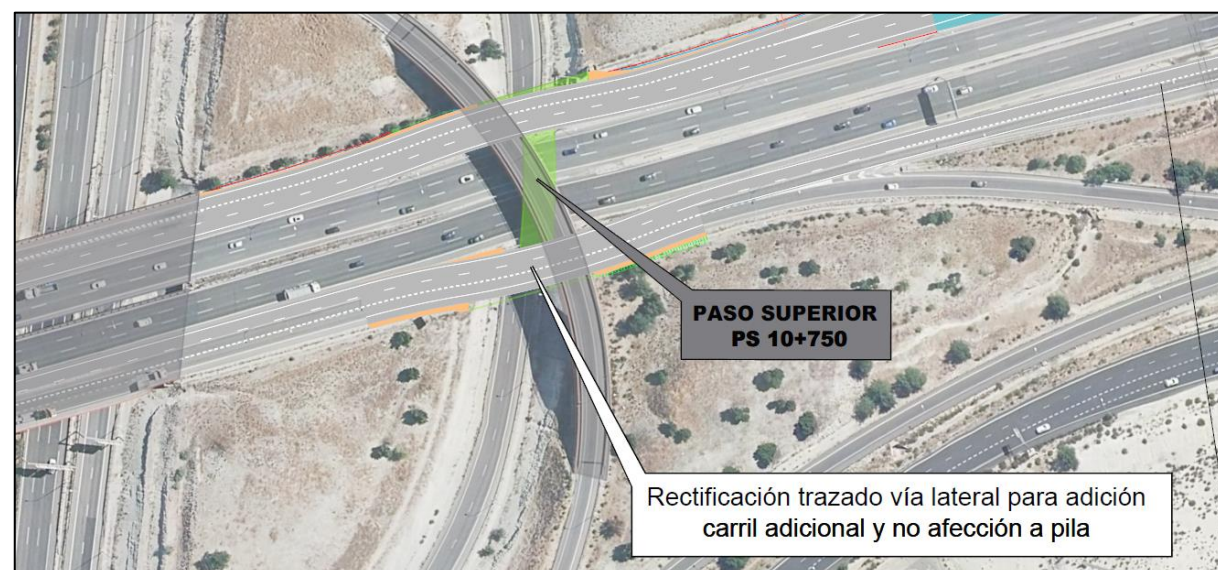 PASO SUPERIOR
PS 10+750
Rectificación trazado vía lateral para adición
carril adicional y no afección a pila